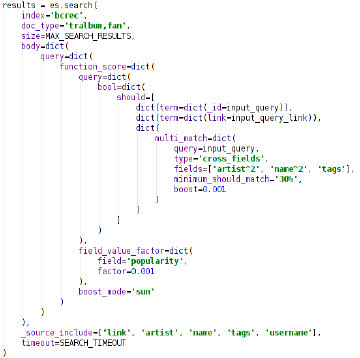 results = es.search(
index='bcrec',
doc_type='tralbum,fan',
size=MAX_SEARCH_RESULTS,
body=dict(
query=dict(
function_score=dict(
query=dict(
bool=dict(
should=[
dict(term=dict(_id=input_query)),
dict(term=dict(link=input_query_link)),
dict(
multi_match=dict(
query=input_query,
type='cross_fields',
fields=['artist^2', 'name^2', 'tags'],
minimum_should_match='30%',
boost=0.001
)
)
]
)
),
field_value_factor=dict(
field='popularity',
factor=0.001
),
boost_mode='sum'
)
)
),
_source_include=['link', 'artist', 'name', 'tags', 'username'],
timeout=SEARCH_TIMEOUT
)